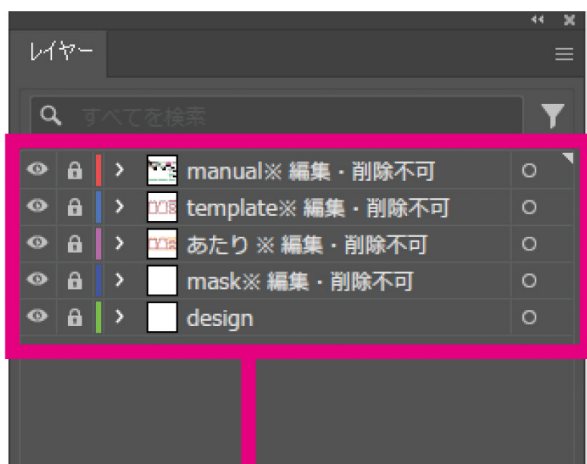 レイヤー
すべてを検索
manual※ 編集・削除不可
template※ 編集・削除不可
あたり ※ 編集・削除不可
mask※ 編集・削除不可
design